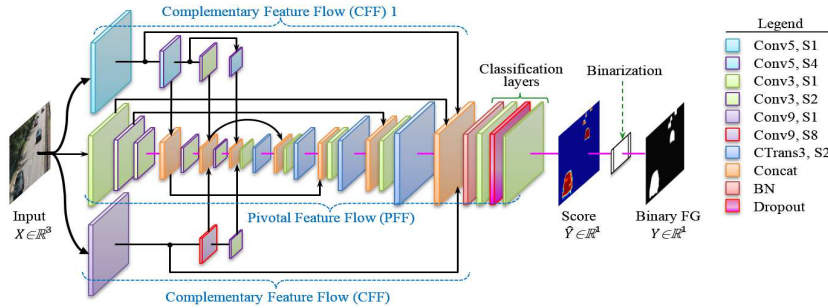 Complementary Feature Flow (CFF) 1
Legend
Conv5, S1
Conv5, S4
Conv3, S1
Conv3, S2
Conv9, S1
Conv9, S8
CTrans3, S2
Concat
BN
Dropout
Classification
layers
Binarization
Input
X ∈ ℝ³
Pivotal Feature Flow (PFF)
Score
Ŷ ∈ ℝ¹
Binary FG
Y ∈ ℝ¹
Complementary Feature Flow (CFF)